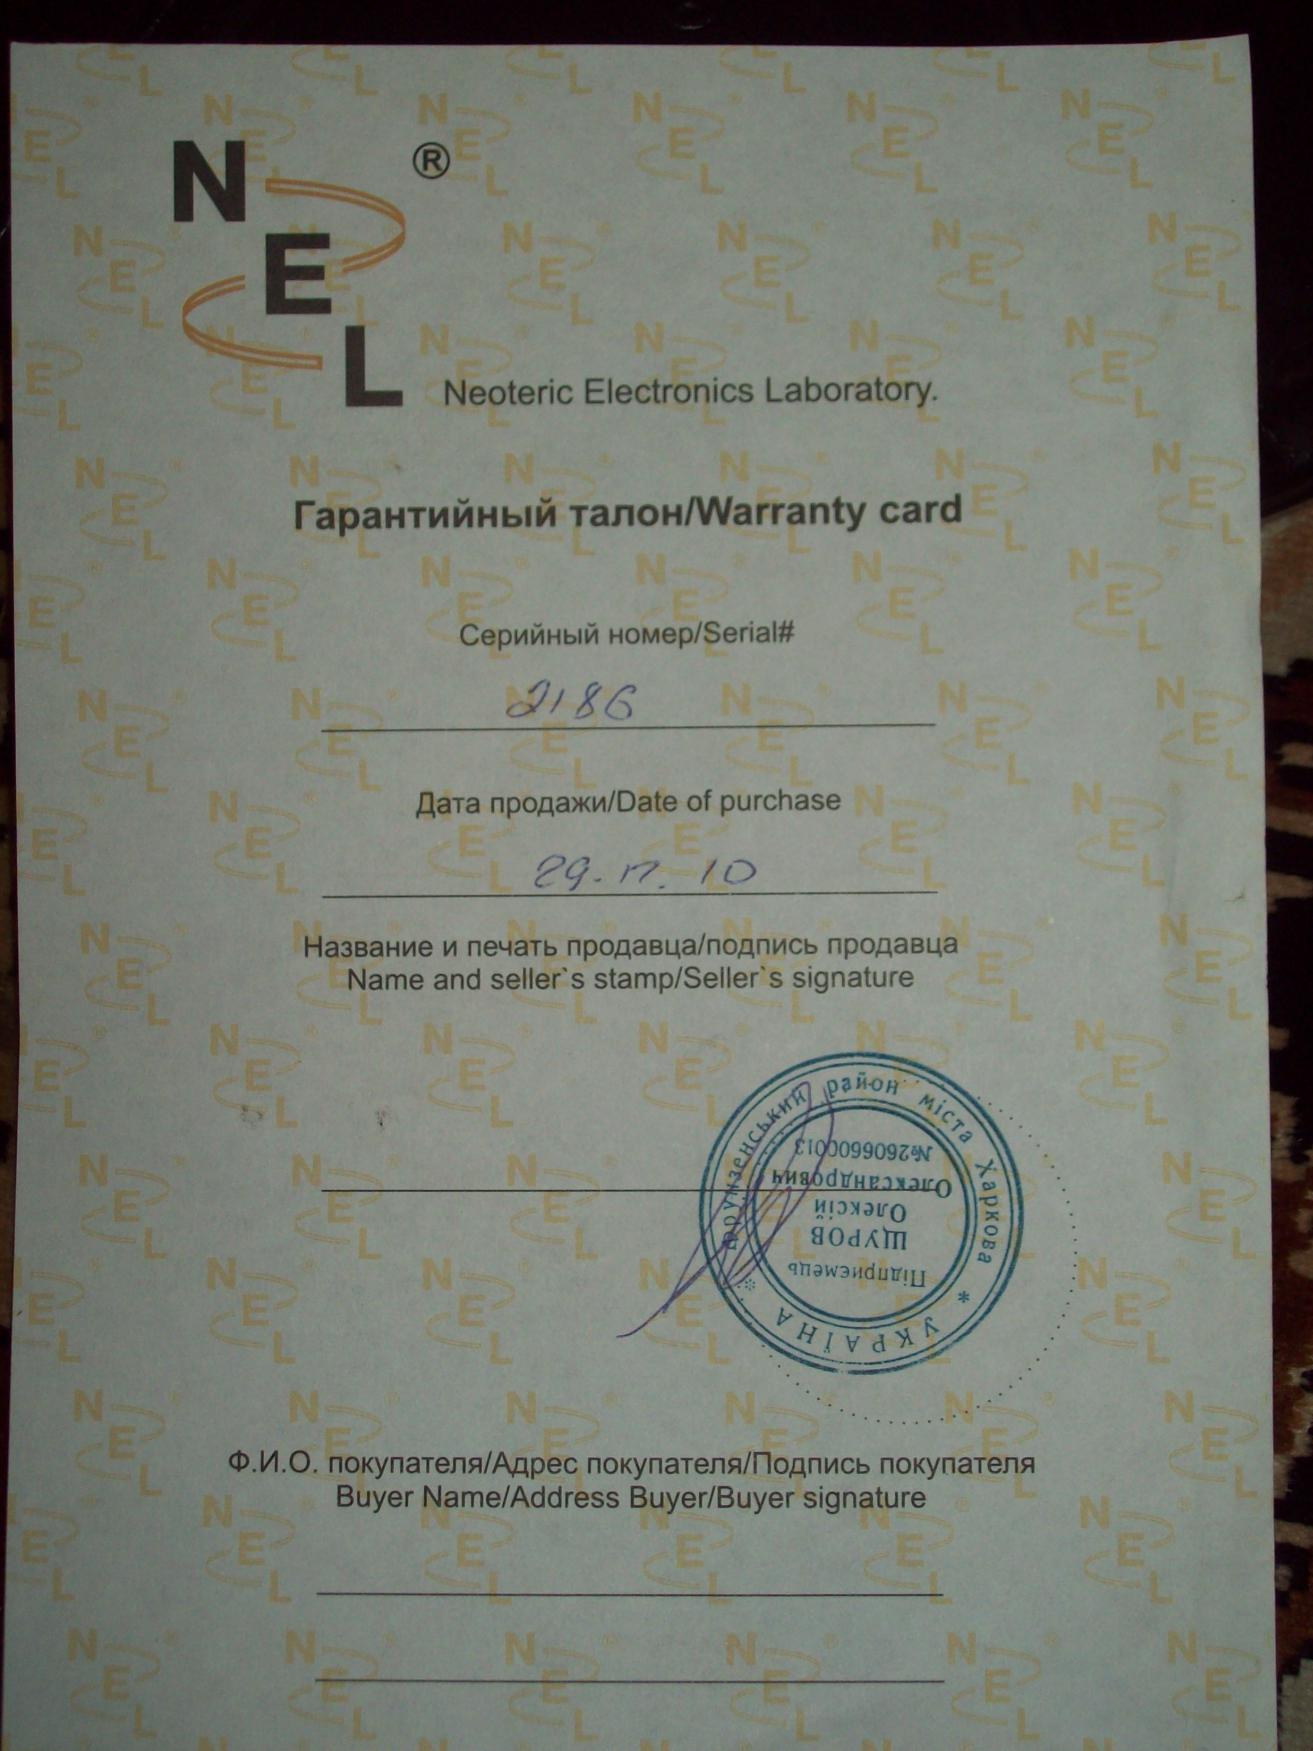 N
E
L
®
Neoteric Electronics Laboratory.
Гарантийный талон/Warranty card
Серийный номер/Serial#
2186
Дата продажи/Date of purchase
29. 11. 10
Название и печать продавца/подпись продавца
Name and seller`s stamp/Seller`s signature
Фрунзенський район міста Харкова
* УКРАЇНА *
Підприємець
ЩУРОВ
Олексій
Олександрович
№2606600013
Ф.И.О. покупателя/Адрес покупателя/Подпись покупателя
Buyer Name/Address Buyer/Buyer signature